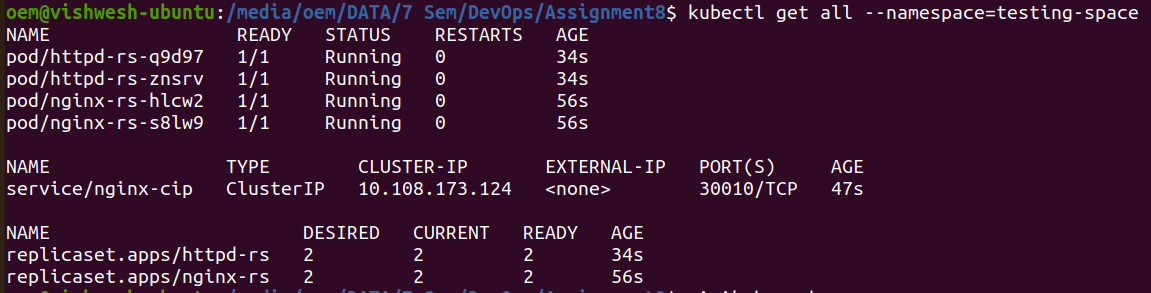 oem@vishwesh-ubuntu:/media/oem/DATA/7 Sem/DevOps/Assignment8$ kubectl get all --namespace=testing-space
NAME READY STATUS RESTARTS AGE
pod/httpd-rs-q9d97 1/1 Running 0 34s
pod/httpd-rs-znsrv 1/1 Running 0 34s
pod/nginx-rs-hlcw2 1/1 Running 0 56s
pod/nginx-rs-s8lw9 1/1 Running 0 56s
NAME TYPE CLUSTER-IP EXTERNAL-IP PORT(S) AGE
service/nginx-cip ClusterIP 10.108.173.124 <none> 30010/TCP 47s
NAME DESIRED CURRENT READY AGE
replicaset.apps/httpd-rs 2 2 2 34s
replicaset.apps/nginx-rs 2 2 2 56s